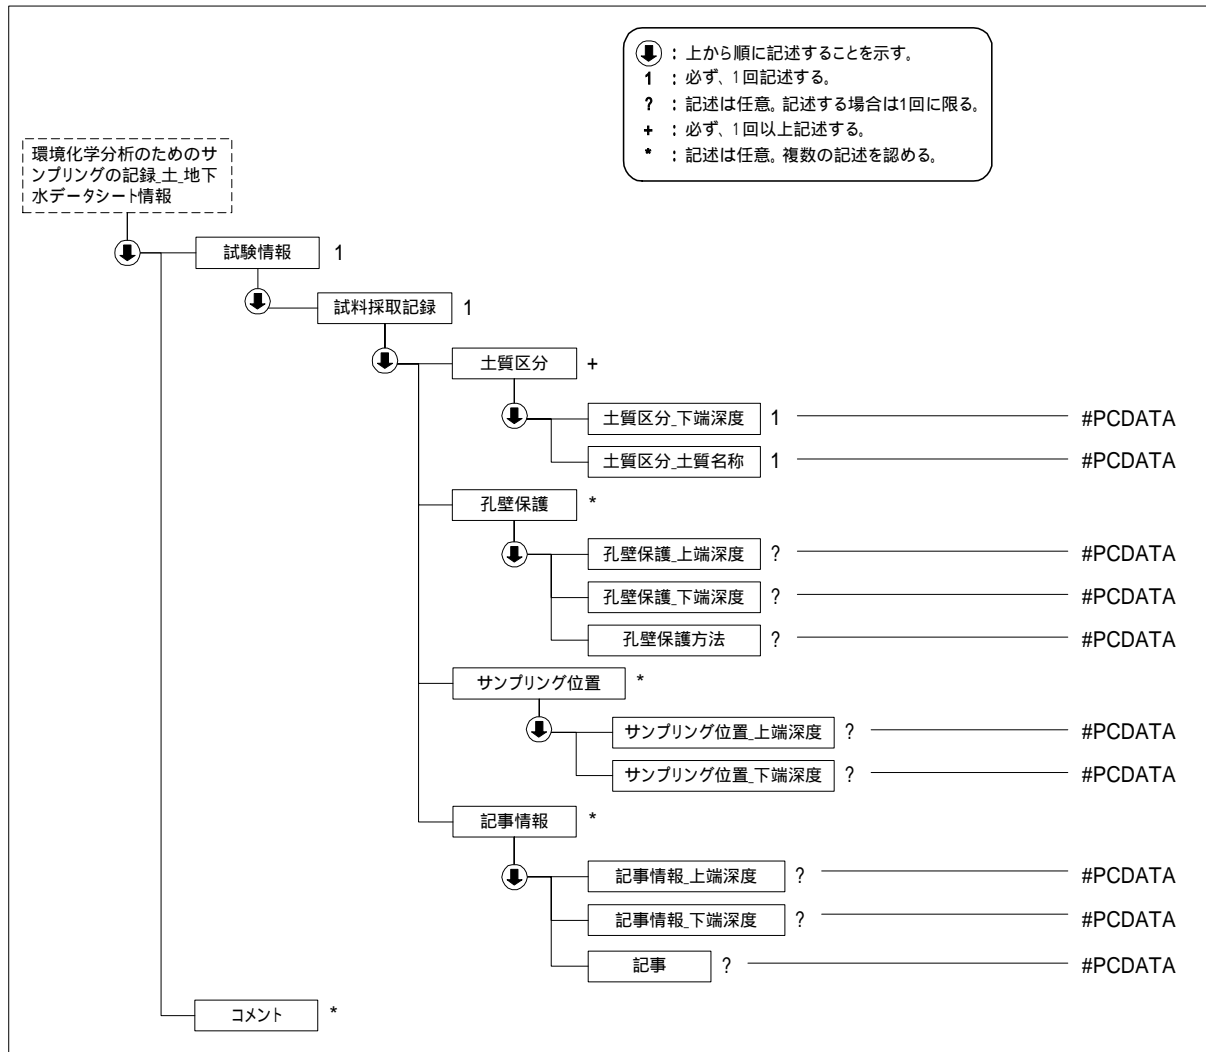 : 上から順に記述することを示す。
1 : 必ず、1回記述する。
? : 記述は任意。記述する場合は1回に限る。
+ : 必ず、1回以上記述する。
* : 記述は任意。複数の記述を認める。
環境化学分析のためのサ
ンプリングの記録_土_地下
水データシート情報
試験情報 1
試料採取記録 1
土質区分 +
土質区分_下端深度 1 #PCDATA
土質区分_土質名称 1 #PCDATA
孔壁保護 *
孔壁保護_上端深度 ? #PCDATA
孔壁保護_下端深度 ? #PCDATA
孔壁保護方法 ? #PCDATA
サンプリング位置 *
サンプリング位置_上端深度 ? #PCDATA
サンプリング位置_下端深度 ? #PCDATA
記事情報 *
記事情報_上端深度 ? #PCDATA
記事情報_下端深度 ? #PCDATA
記事 ? #PCDATA
コメント *